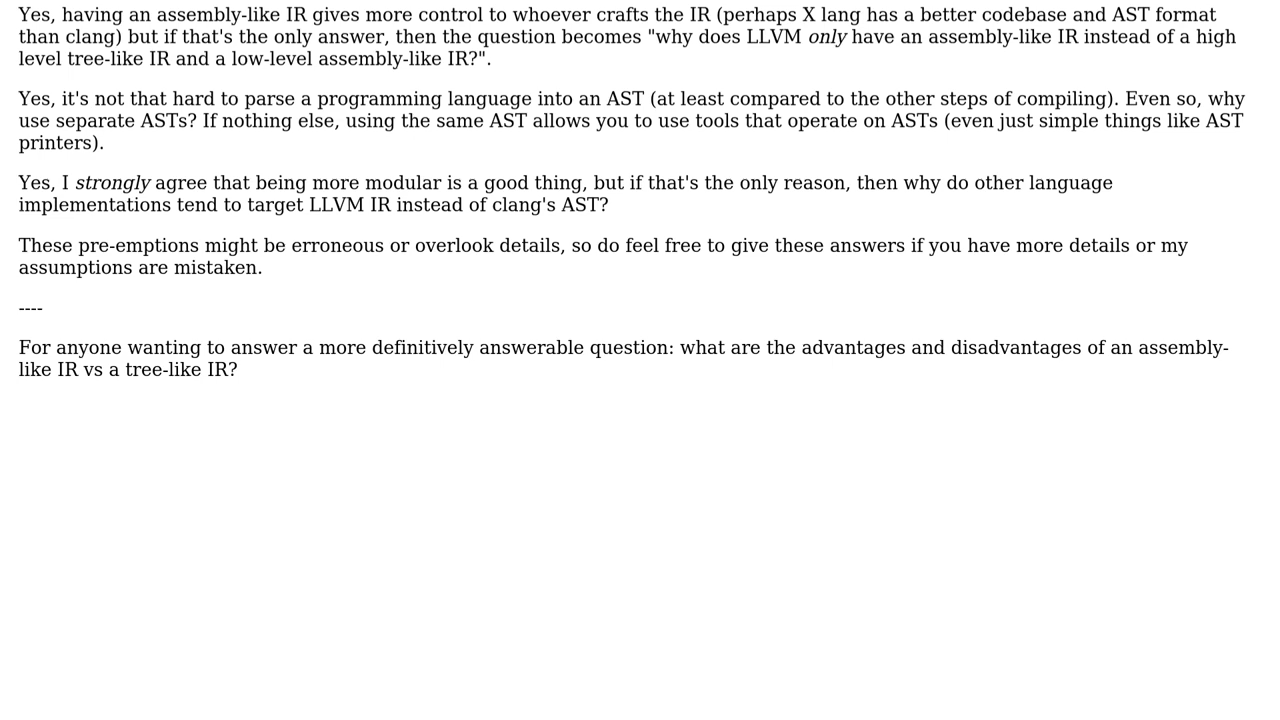 Yes, having an assembly-like IR gives more control to whoever crafts the IR (perhaps X lang has a better codebase and AST format
than clang) but if that's the only answer, then the question becomes "why does LLVM only have an assembly-like IR instead of a high
level tree-like IR and a low-level assembly-like IR?".
Yes, it's not that hard to parse a programming language into an AST (at least compared to the other steps of compiling). Even so, why
use separate ASTs? If nothing else, using the same AST allows you to use tools that operate on ASTs (even just simple things like AST
printers).
Yes, I strongly agree that being more modular is a good thing, but if that's the only reason, then why do other language
implementations tend to target LLVM IR instead of clang's AST?
These pre-emptions might be erroneous or overlook details, so do feel free to give these answers if you have more details or my
assumptions are mistaken.
----
For anyone wanting to answer a more definitively answerable question: what are the advantages and disadvantages of an assembly-
like IR vs a tree-like IR?